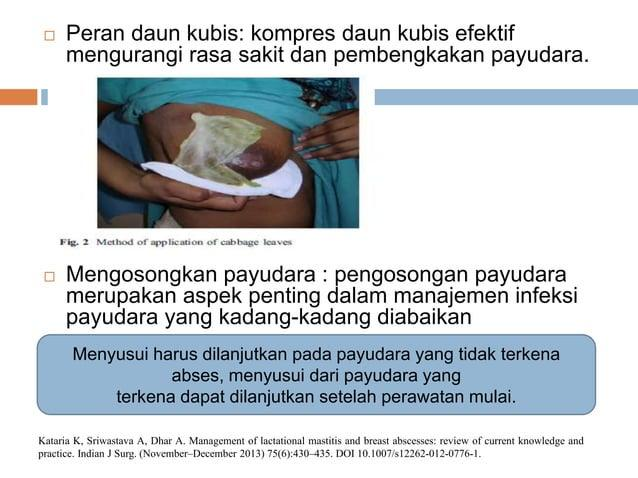 Peran daun kubis: kompres daun kubis efektif
mengurangi rasa sakit dan pembengkakan payudara.
Fig. 2 Method of application of cabbage leaves
Mengosongkan payudara : pengosongan payudara
merupakan aspek penting dalam manajemen infeksi
payudara yang kadang-kadang diabaikan
Menyusui harus dilanjutkan pada payudara yang tidak terkena
abses, menyusui dari payudara yang
terkena dapat dilanjutkan setelah perawatan mulai.
Kataria K, Sriwastava A, Dhar A. Management of lactational mastitis and breast abscesses: review of current knowledge and
practice. Indian J Surg. (November–December 2013) 75(6):430–435. DOI 10.1007/s12262-012-0776-1.